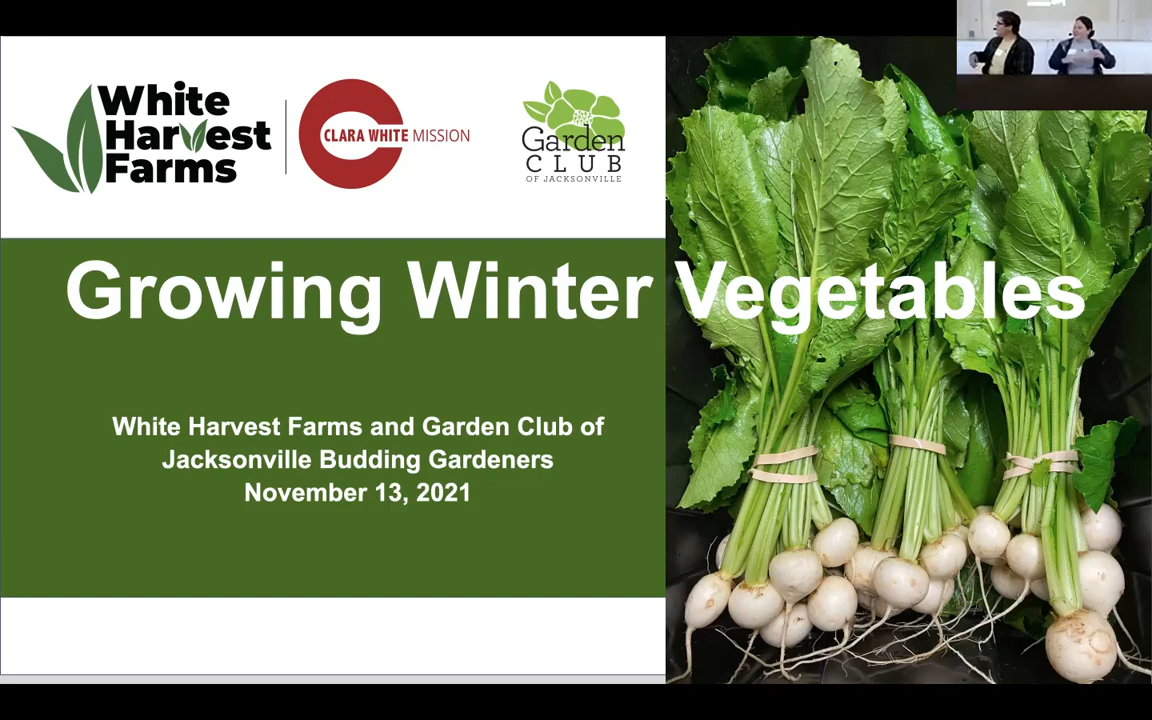 White
Harvest
Farms
CLARA WHITE MISSION
Garden
CLUB
OF JACKSONVILLE
Growing Winter Vegetables
White Harvest Farms and Garden Club of
Jacksonville Budding Gardeners
November 13, 2021